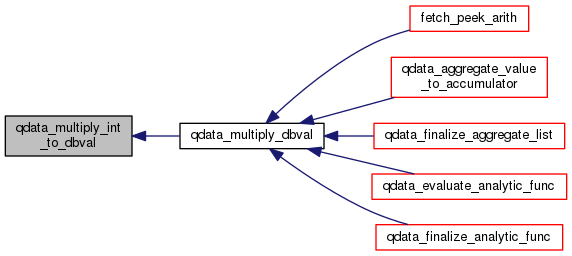 qdata_multiply_int
_to_dbval
qdata_multiply_dbval
fetch_peek_arith
qdata_aggregate_value
_to_accumulator
qdata_finalize_aggregate_list
qdata_evaluate_analytic_func
qdata_finalize_analytic_func